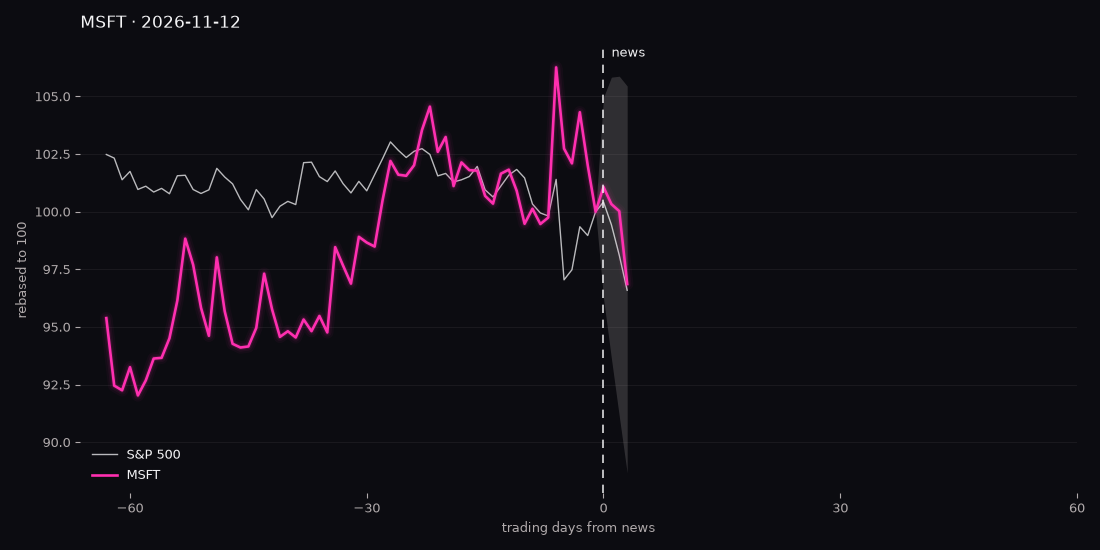 MSFT · 2026-11-12
news
105.0
102.5
100.0
97.5
95.0
92.5
90.0
rebased to 100
S&P 500
MSFT
−60
−30
0
30
60
trading days from news